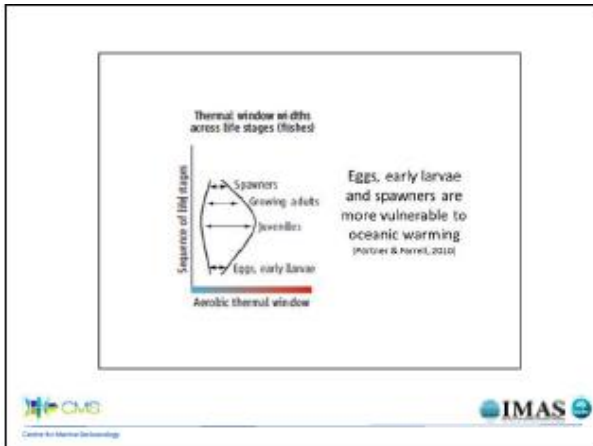 Thermal window widths
across life stages (fishes)
Sequence of life stages
Spawners
Growing adults
Juveniles
Eggs, early larvae
Aerobic thermal window
Eggs, early larvae
and spawners are
more vulnerable to
oceanic warming
(Pörtner & Farrell, 2010)
CMS
IMAS